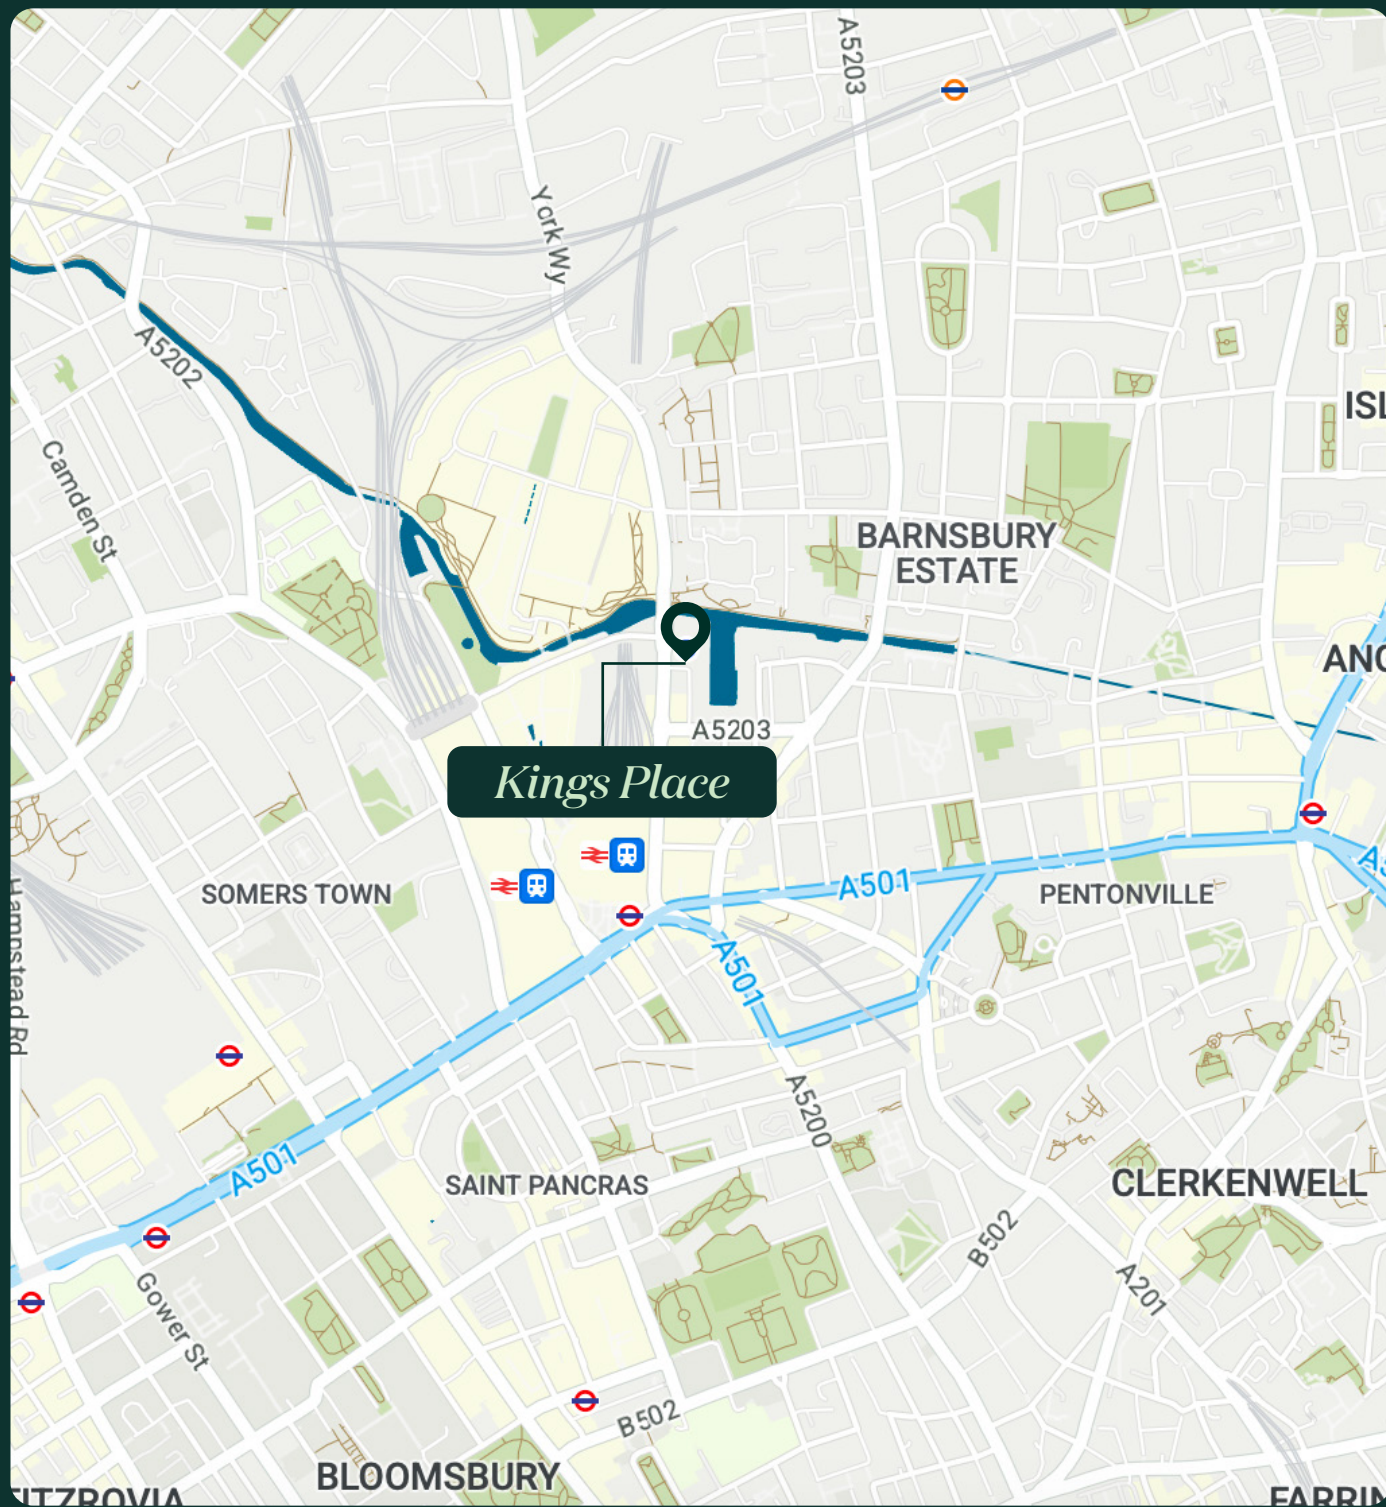 A5203
York Wy
A5202
ISL
Camden St
BARNSBURY
ESTATE
ANG
A5203
Kings Place
A501
SOMERS TOWN
PENTONVILLE
Hampstead Rd
A501
A5200
A501
SAINT PANCRAS
CLERKENWELL
B502
A201
Gower St
B502
BLOOMSBURY
FITZROVIA
FARRIN